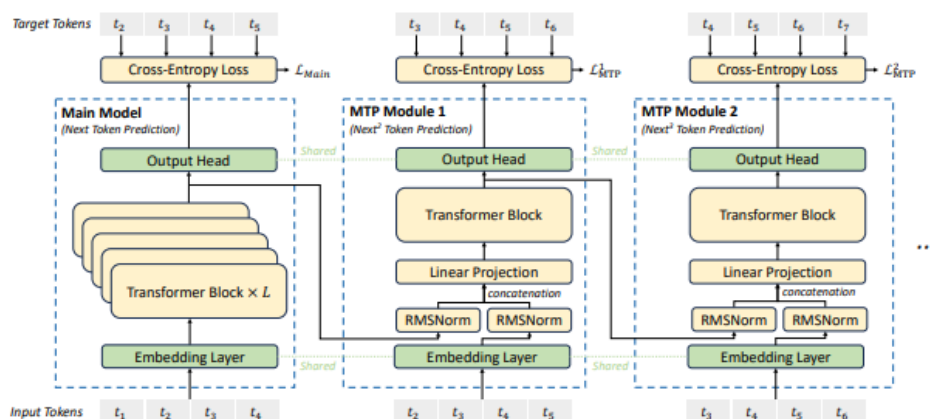 Target Tokens t₂ t₃ t₄ t₅ t₃ t₄ t₅ t₆ t₄ t₅ t₆ t₇
Cross-Entropy Loss ℒ_Main Cross-Entropy Loss ℒ¹_MTP Cross-Entropy Loss ℒ²_MTP
Main Model MTP Module 1 MTP Module 2
(Next Token Prediction) (Next² Token Prediction) (Next³ Token Prediction)
Shared Shared
Output Head Output Head Output Head
Transformer Block Transformer Block
Linear Projection Linear Projection
Transformer Block × L concatenation concatenation
RMSNorm RMSNorm RMSNorm RMSNorm
Embedding Layer Embedding Layer Embedding Layer
Shared Shared
Input Tokens t₁ t₂ t₃ t₄ t₂ t₃ t₄ t₅ t₃ t₄ t₅ t₆